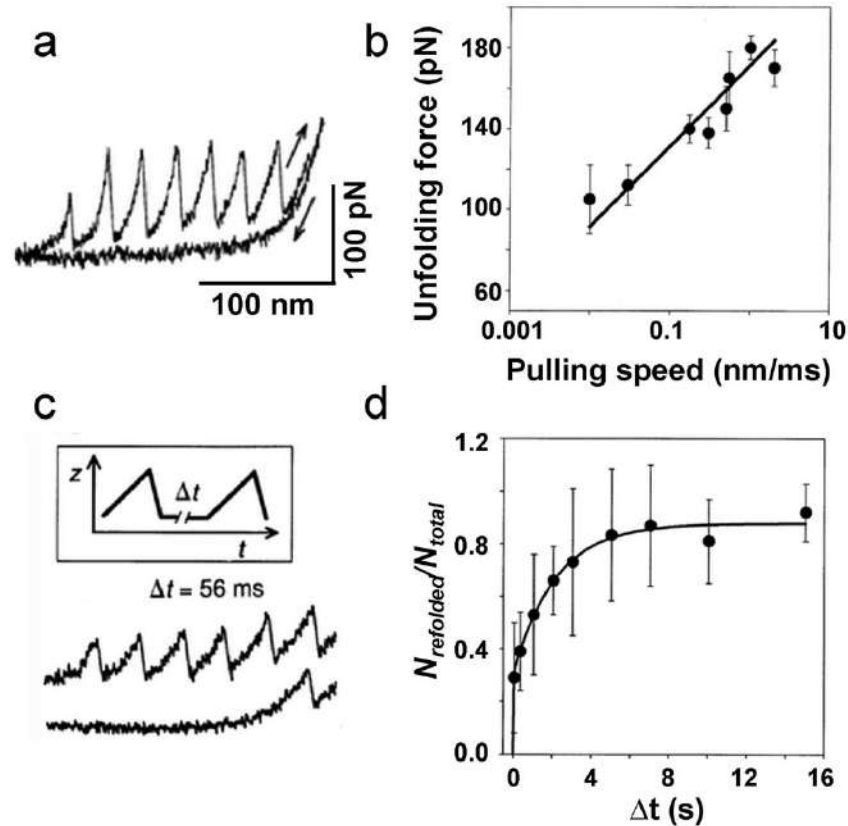 a
100 pN
100 nm
b
Unfolding force (pN)
180
140
100
60
0.001
0.1
10
Pulling speed (nm/ms)
c
z
Δt
t
Δt = 56 ms
d
N_refolded/N_total
1.2
0.8
0.4
0.0
0
4
8
12
16
Δt (s)